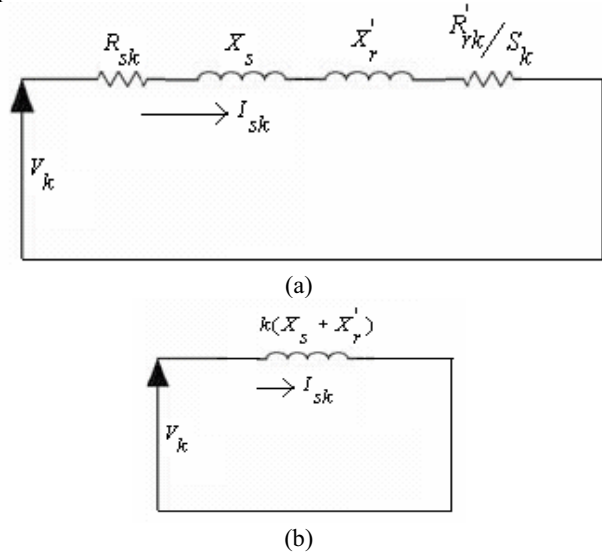 R_sk X_s X'_r R'_rk/S_k
I_sk
V_k
(a)
k(X_s + X'_r)
I_sk
V_k
(b)